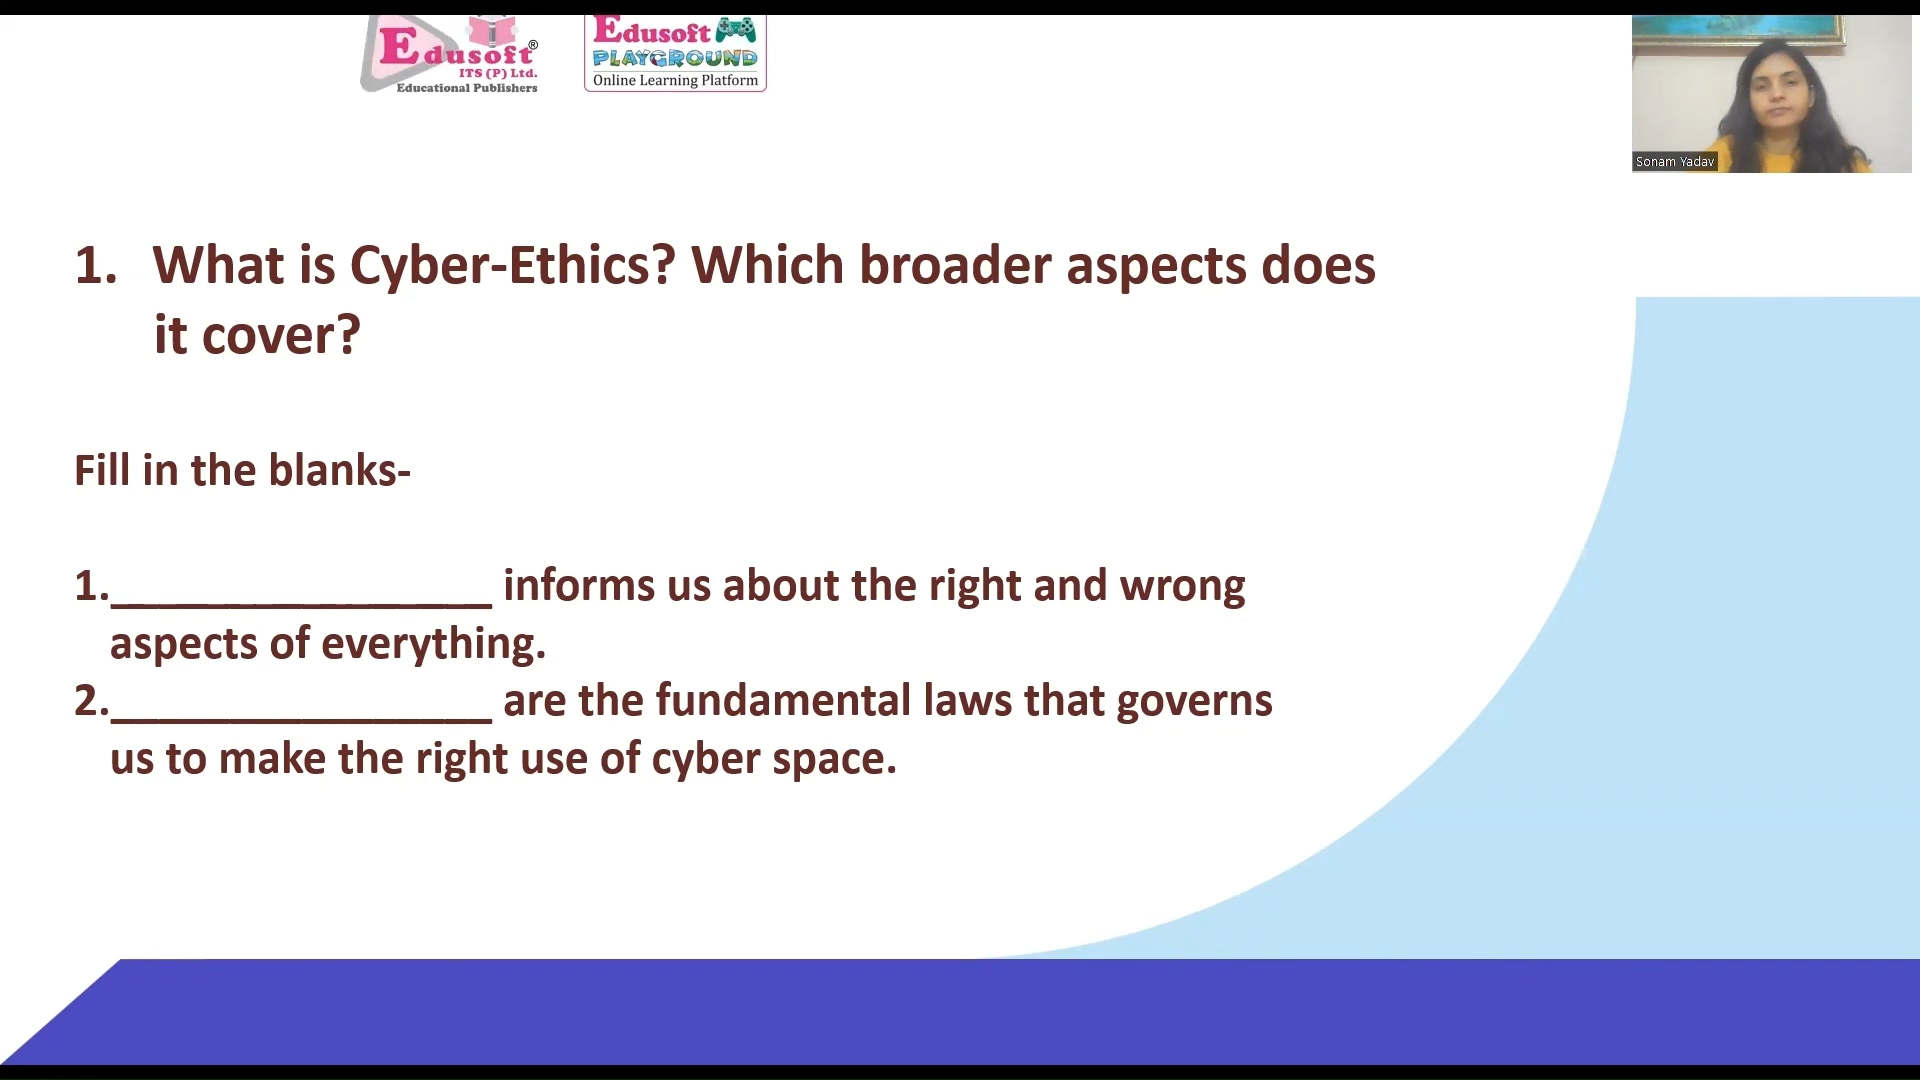 Edusoft®
ITS (P) Ltd.
Educational Publishers
Edusoft
PLAYGROUND
Online Learning Platform
Sonam Yadav
1. What is Cyber-Ethics? Which broader aspects does
it cover?
Fill in the blanks-
1.________________ informs us about the right and wrong
aspects of everything.
2.________________ are the fundamental laws that governs
us to make the right use of cyber space.